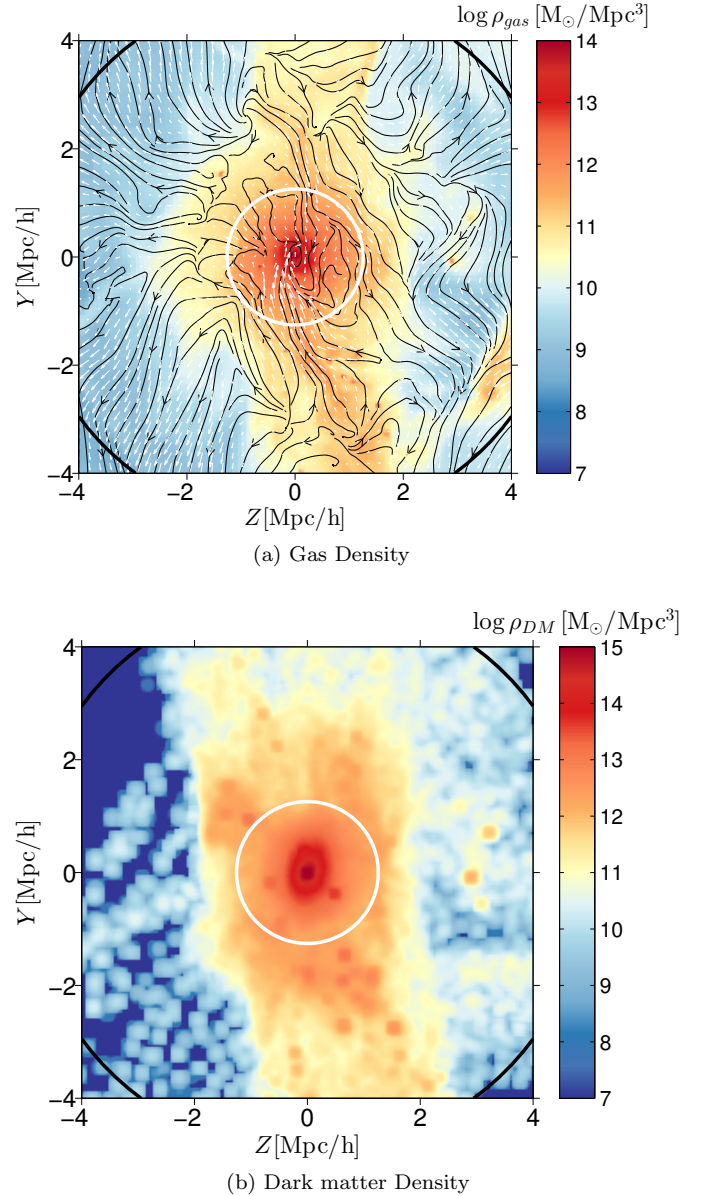 log ρ_gas [M☉/Mpc³]
4
2
0
−2
−4
Y[Mpc/h]
−4 −2 0 2 4
Z[Mpc/h]
14
13
12
11
10
9
8
7
(a) Gas Density
log ρ_DM [M☉/Mpc³]
4
2
0
−2
−4
Y[Mpc/h]
−4 −2 0 2 4
Z[Mpc/h]
15
14
13
12
11
10
9
8
7
(b) Dark matter Density